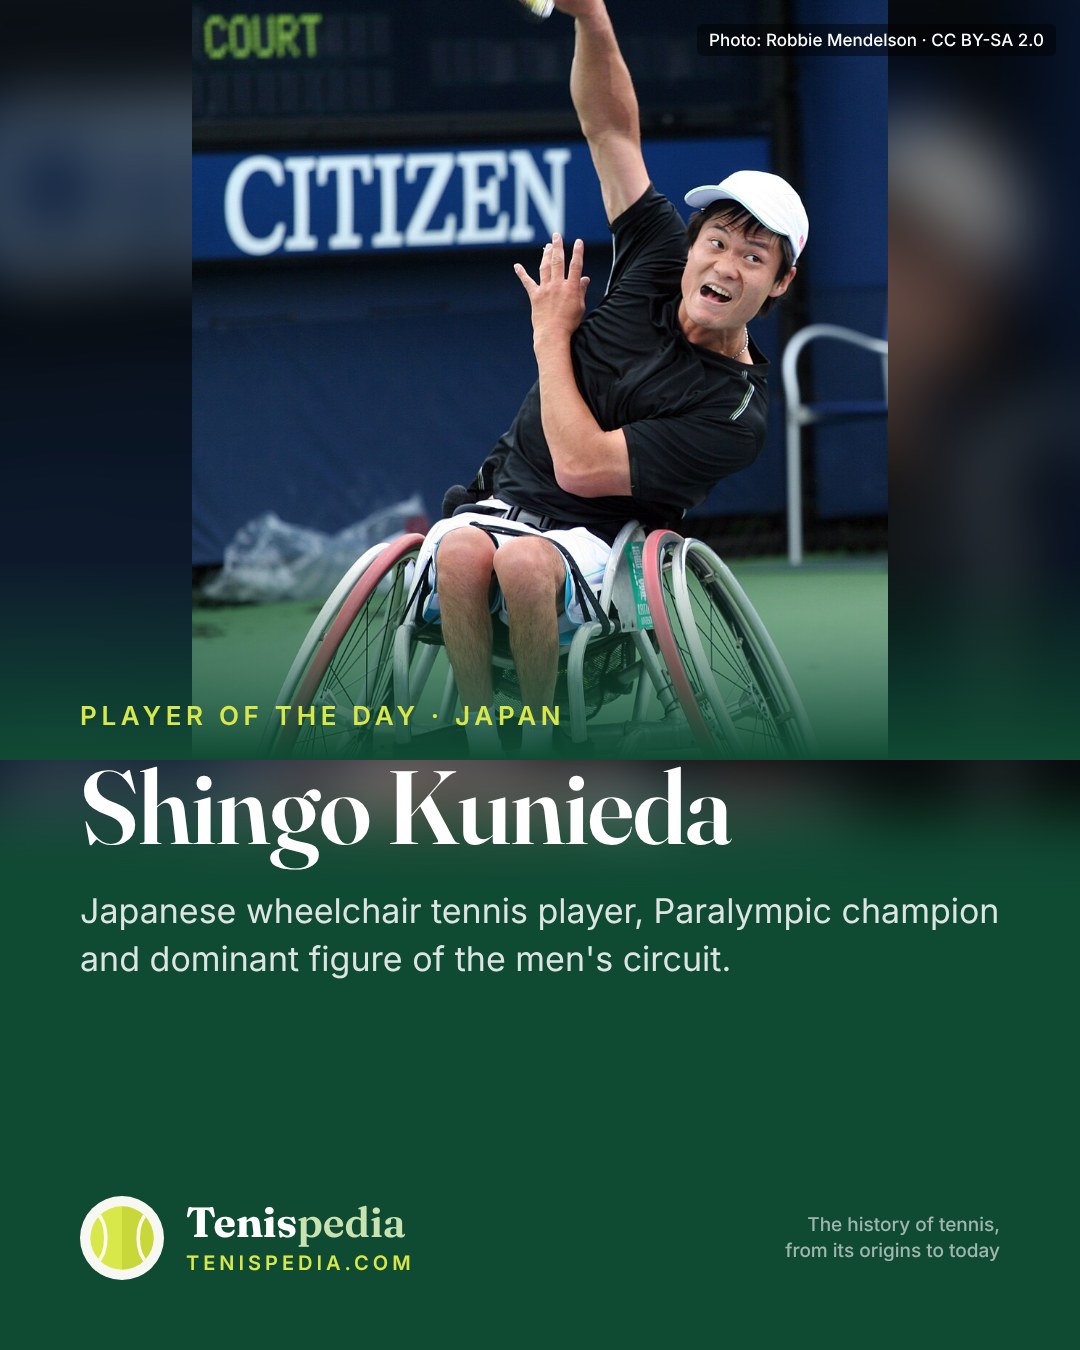 COURT
Photo: Robbie Mendelson · CC BY-SA 2.0
CITIZEN
PLAYER OF THE DAY · JAPAN
Shingo Kunieda
Japanese wheelchair tennis player, Paralympic champion
and dominant figure of the men's circuit.
Tenispedia
TENISPEDIA.COM
The history of tennis,
from its origins to today